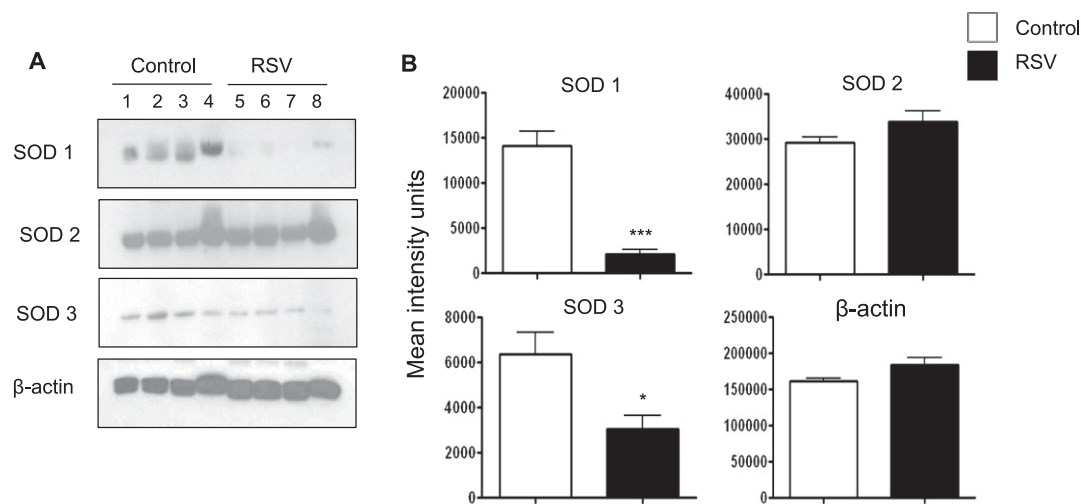 A
Control RSV
1 2 3 4 5 6 7 8
SOD 1
SOD 2
SOD 3
β-actin
B
Control
RSV
Mean intensity units
SOD 1
20000
15000
10000
5000
0
***
SOD 2
40000
30000
20000
10000
0
SOD 3
8000
6000
4000
2000
0
*
β-actin
250000
200000
150000
100000
50000
0